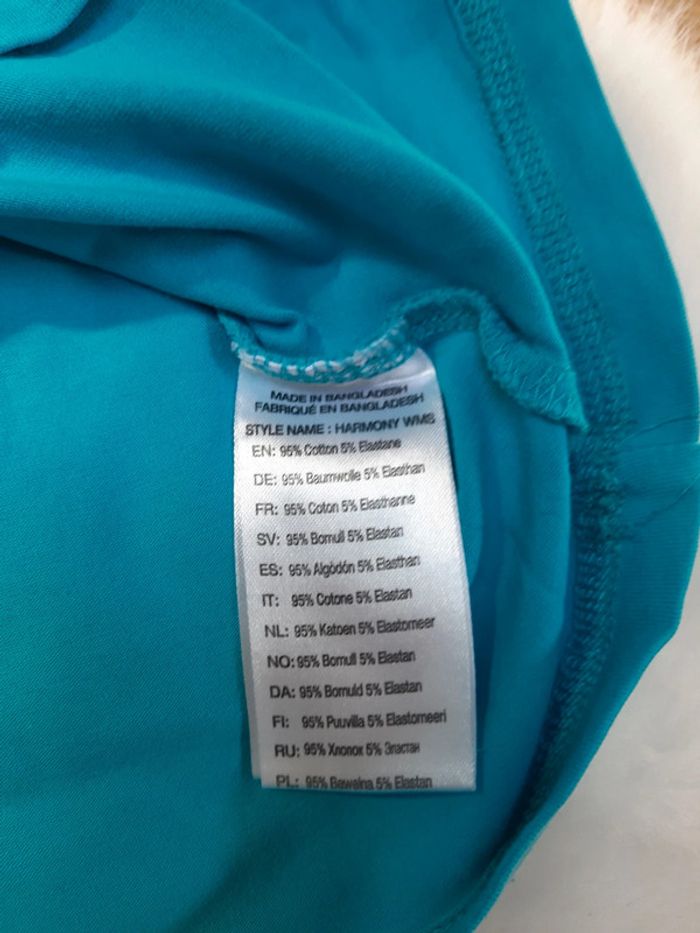 MADE IN BANGLADESH
FABRIQUÉ EN BANGLADESH
STYLE NAME : HARMONY WMS
EN: 95% Cotton 5% Elastane
DE: 95% Baumwolle 5% Elasthan
FR: 95% Coton 5% Elasthanne
SV: 95% Bomull 5% Elastan
ES: 95% Algòdón 5% Elasthan
IT: 95% Cotone 5% Elastan
NL: 95% Katoen 5% Elastomeer
NO: 95% Bomull 5% Elastan
DA: 95% Bomuld 5% Elastan
FI: 95% Puuvilla 5% Elastomeeri
RU: 95% Хлопок 5% Эластан
PL: 95% Bawelna 5% Elastan